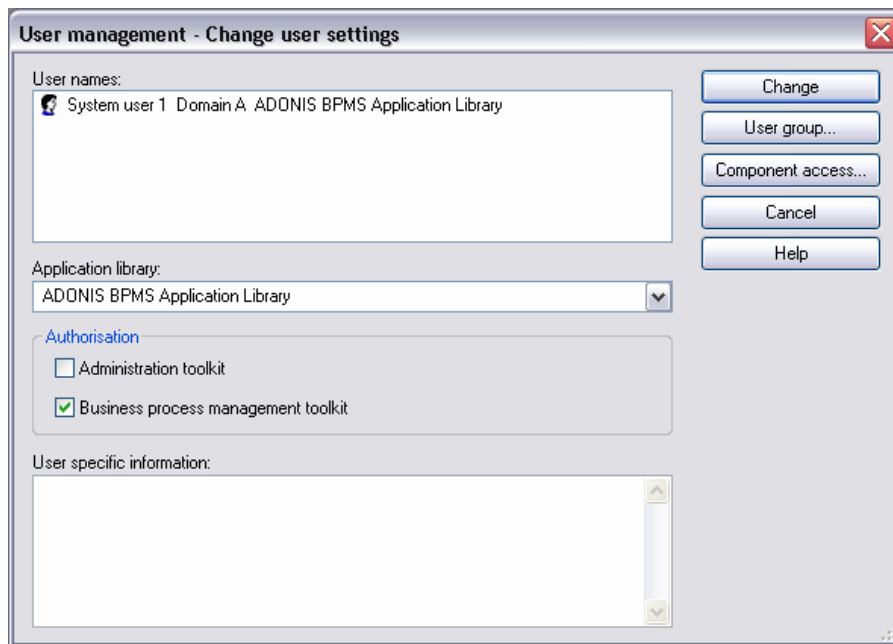 User management - Change user settings
User names:
System user 1 Domain A ADONIS BPMS Application Library
Change
User group...
Component access...
Cancel
Help
Application library:
ADONIS BPMS Application Library
Authorisation
Administration toolkit
Business process management toolkit
User specific information: